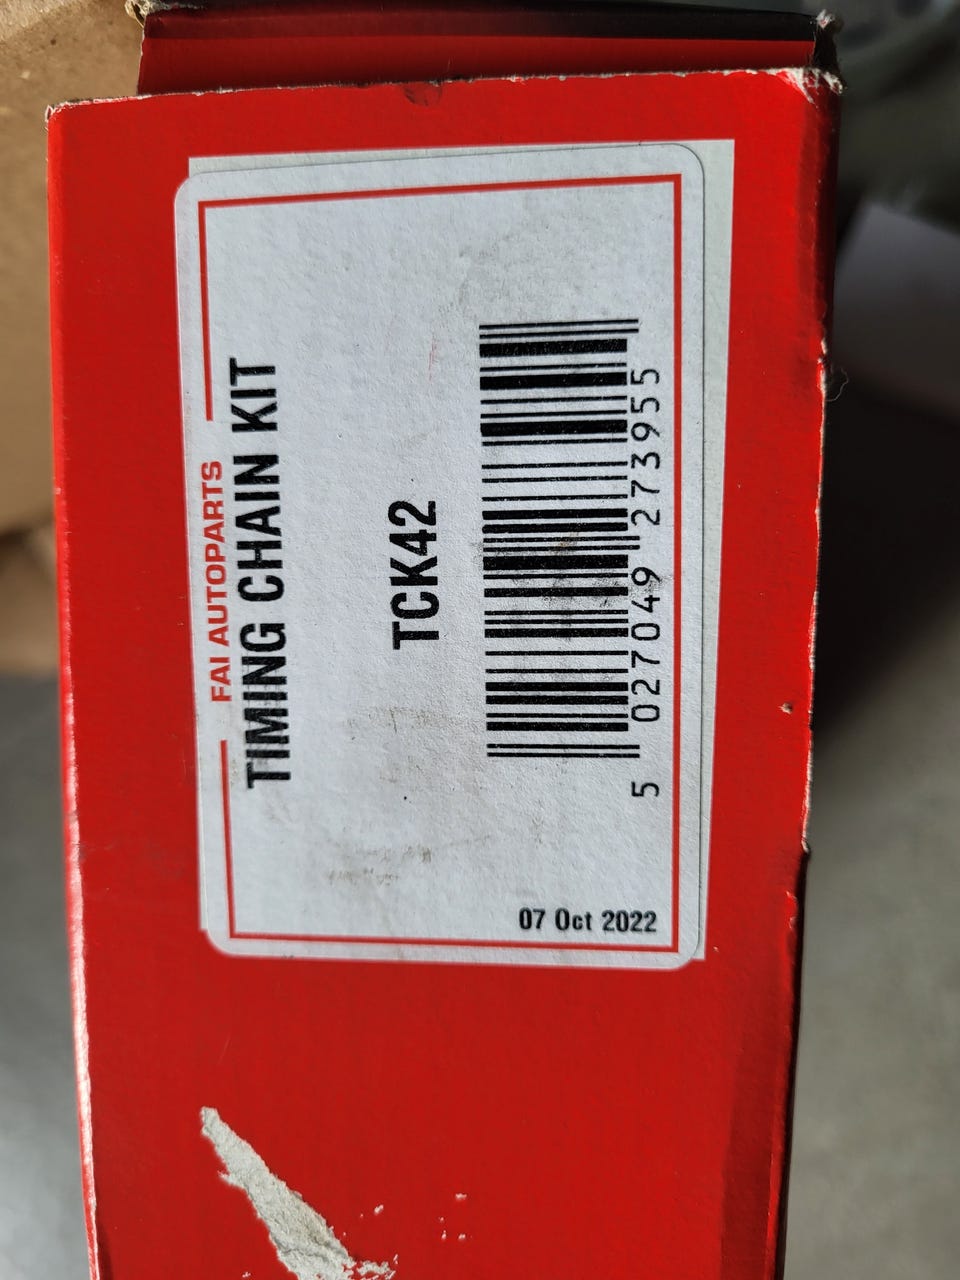 FAI AUTOPARTS
TIMING CHAIN KIT
TCK42
5 027049 273955
07 Oct 2022